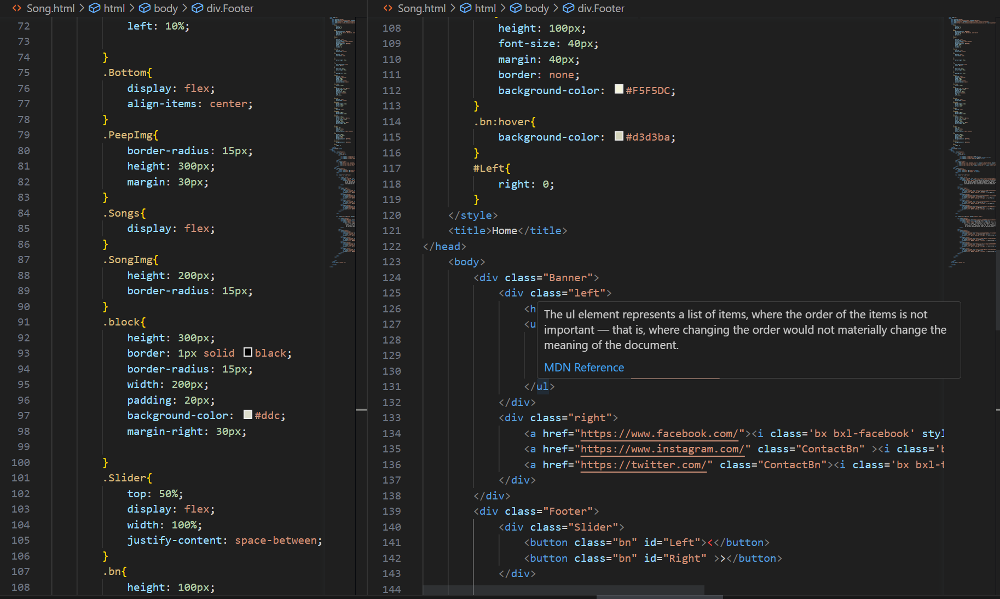 Song.html > html > body > div.Footer
72 left: 10%;
73
74 }
75 .Bottom{
76 display: flex;
77 align-items: center;
78 }
79 .PeepImg{
80 border-radius: 15px;
81 height: 300px;
82 margin: 30px;
83 }
84 .Songs{
85 display: flex;
86 }
87 .SongImg{
88 height: 200px;
89 border-radius: 15px;
90 }
91 .block{
92 height: 300px;
93 border: 1px solid black;
94 border-radius: 15px;
95 width: 200px;
96 padding: 20px;
97 background-color: #ddc;
98 margin-right: 30px;
99
100 }
101 .Slider{
102 top: 50%;
103 display: flex;
104 width: 100%;
105 justify-content: space-between;
106 }
107 .bn{
108 height: 100px;
Song.html > html > body > div.Footer
108 height: 100px;
109 font-size: 40px;
110 margin: 40px;
111 border: none;
112 background-color: #F5F5DC;
113 }
114 .bn:hover{
115 background-color: #d3d3ba;
116 }
117 #Left{
118 right: 0;
119 }
120 </style>
121 <title>Home</title>
122 </head>
123 <body>
124 <div class="Banner">
125 <div class="left">
126 <h
127 <u
128
129
130
The ul element represents a list of items, where the order of the items is not
important — that is, where changing the order would not materially change the
meaning of the document.
MDN Reference
131 </ul>
132 </div>
133 <div class="right">
134 <a href="https://www.facebook.com/"><i class='bx bxl-facebook' styl
135 <a href="https://www.instagram.com/" class="ContactBn" ><i class='b
136 <a href="https://twitter.com/" class="ContactBn"><i class='bx bxl-t
137 </div>
138 </div>
139 <div class="Footer">
140 <div class="Slider">
141 <button class="bn" id="Left"><</button>
142 <button class="bn" id="Right" >></button>
143 </div>
144